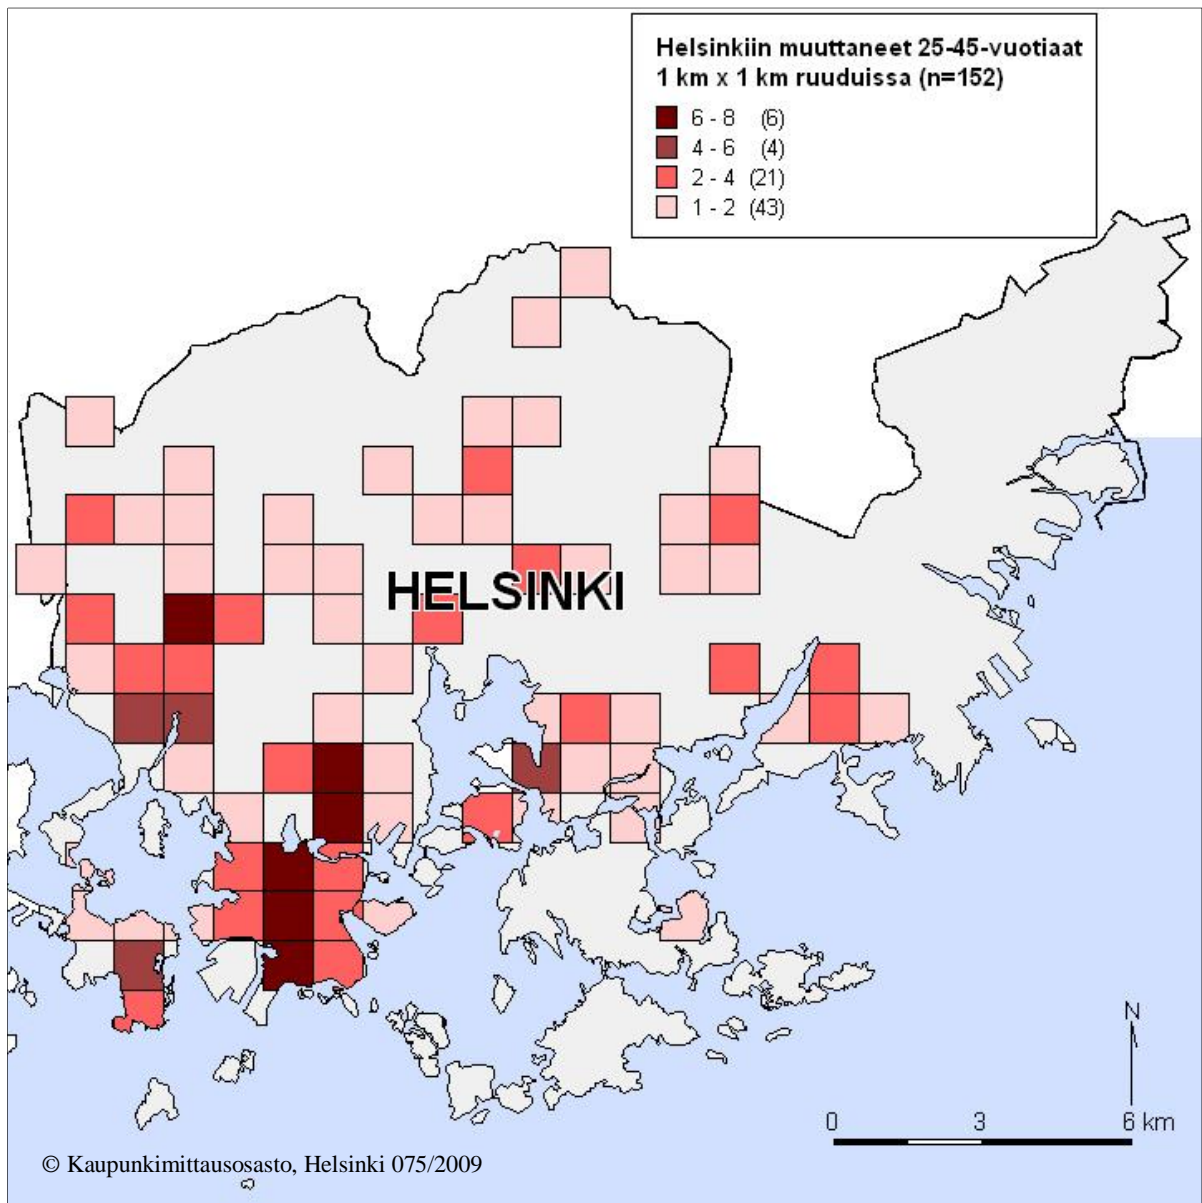 Helsinkiin muuttaneet 25-45-vuotiaat
1 km x 1 km ruuduissa (n=152)
6 - 8 (6)
4 - 6 (4)
2 - 4 (21)
1 - 2 (43)
HELSINKI
N
0 3 6 km
© Kaupunkimittausosasto, Helsinki 075/2009